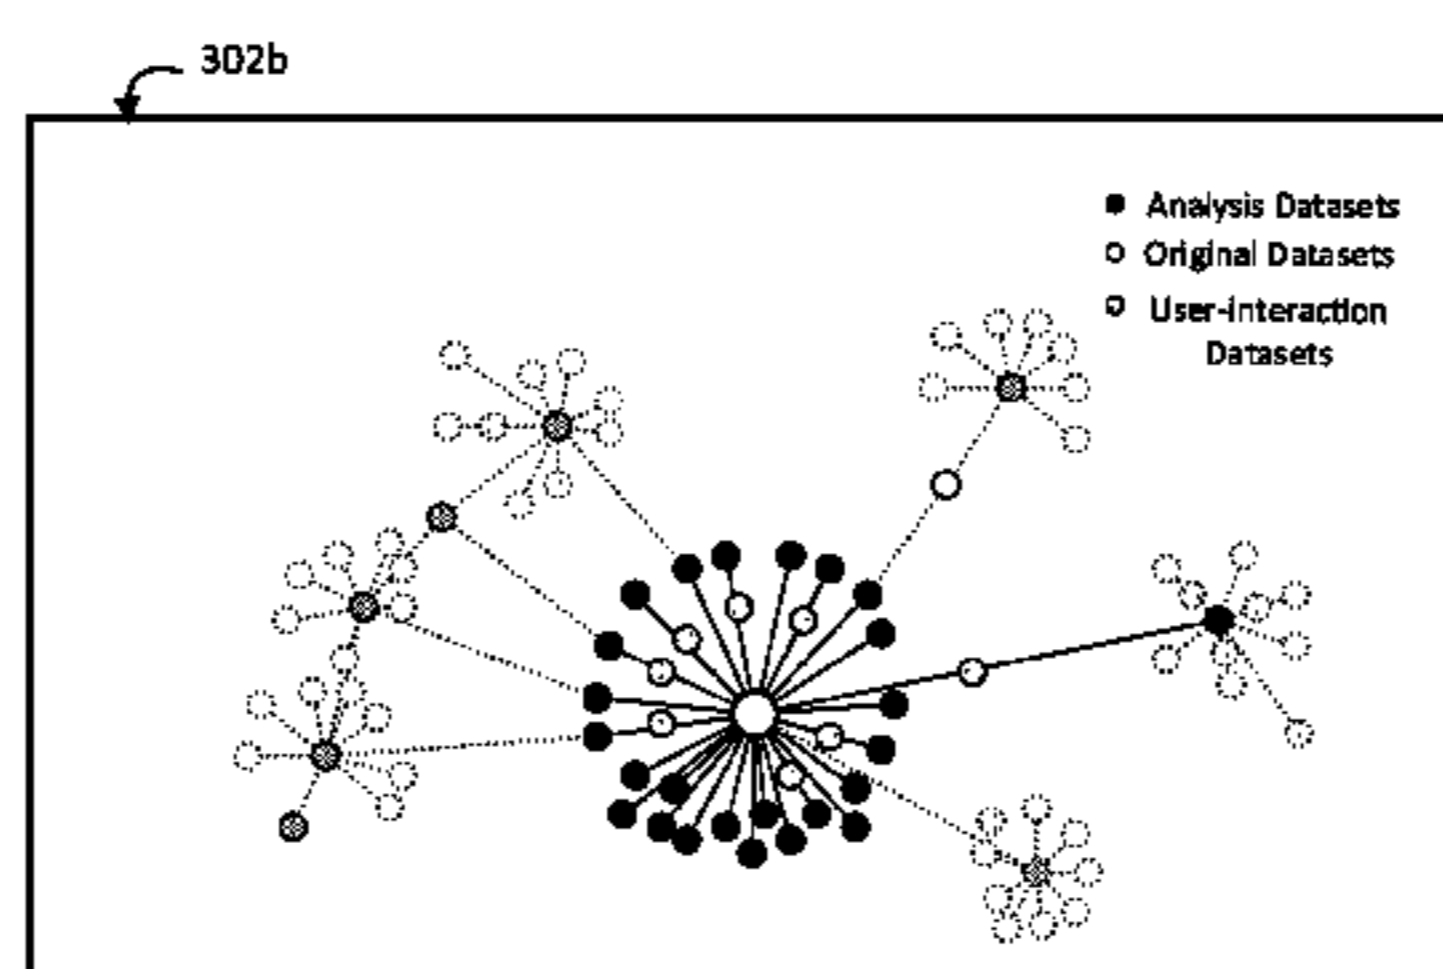 302b
Analysis Datasets
Original Datasets
User-interaction
Datasets